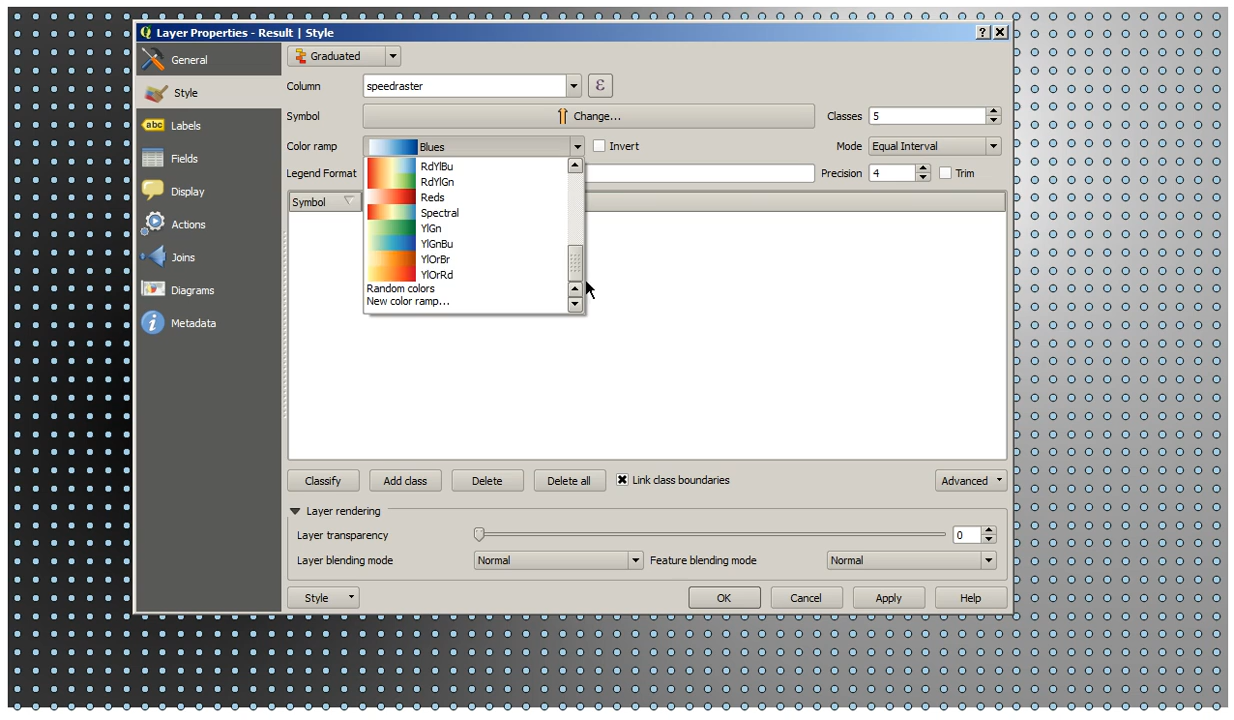 Layer Properties - Result | Style
General
Style
Labels
Fields
Display
Actions
Joins
Diagrams
Metadata
Graduated
Column speedraster ε
Symbol Change... Classes 5
Color ramp Blues Invert Mode Equal Interval
Legend Format Precision 4 Trim
Symbol
RdYlBu
RdYlGn
Reds
Spectral
YlGn
YlGnBu
YlOrBr
YlOrRd
Random colors
New color ramp...
Classify Add class Delete Delete all Link class boundaries Advanced
Layer rendering
Layer transparency 0
Layer blending mode Normal Feature blending mode Normal
Style OK Cancel Apply Help
abc